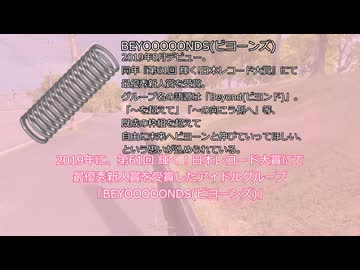 BEYOOOOONDS(ビヨーンズ)
2019年8月デビュー。
同年『第61回 輝く!日本レコード大賞』にて
最優秀新人賞を受賞。
グループ名の語源は「Beyond(ビヨンド)」。
「〜を超えて」「〜の向こう側へ」等、
既成の枠組を超えて
自由に未来へビヨーンと伸びていってほしい、
という思いが込められている。
2019年に、第61回 輝く！日本レコード大賞にて
最優秀新人賞を受賞したアイドルグループ
「BEYOOOOONDS(ビヨーンズ)」